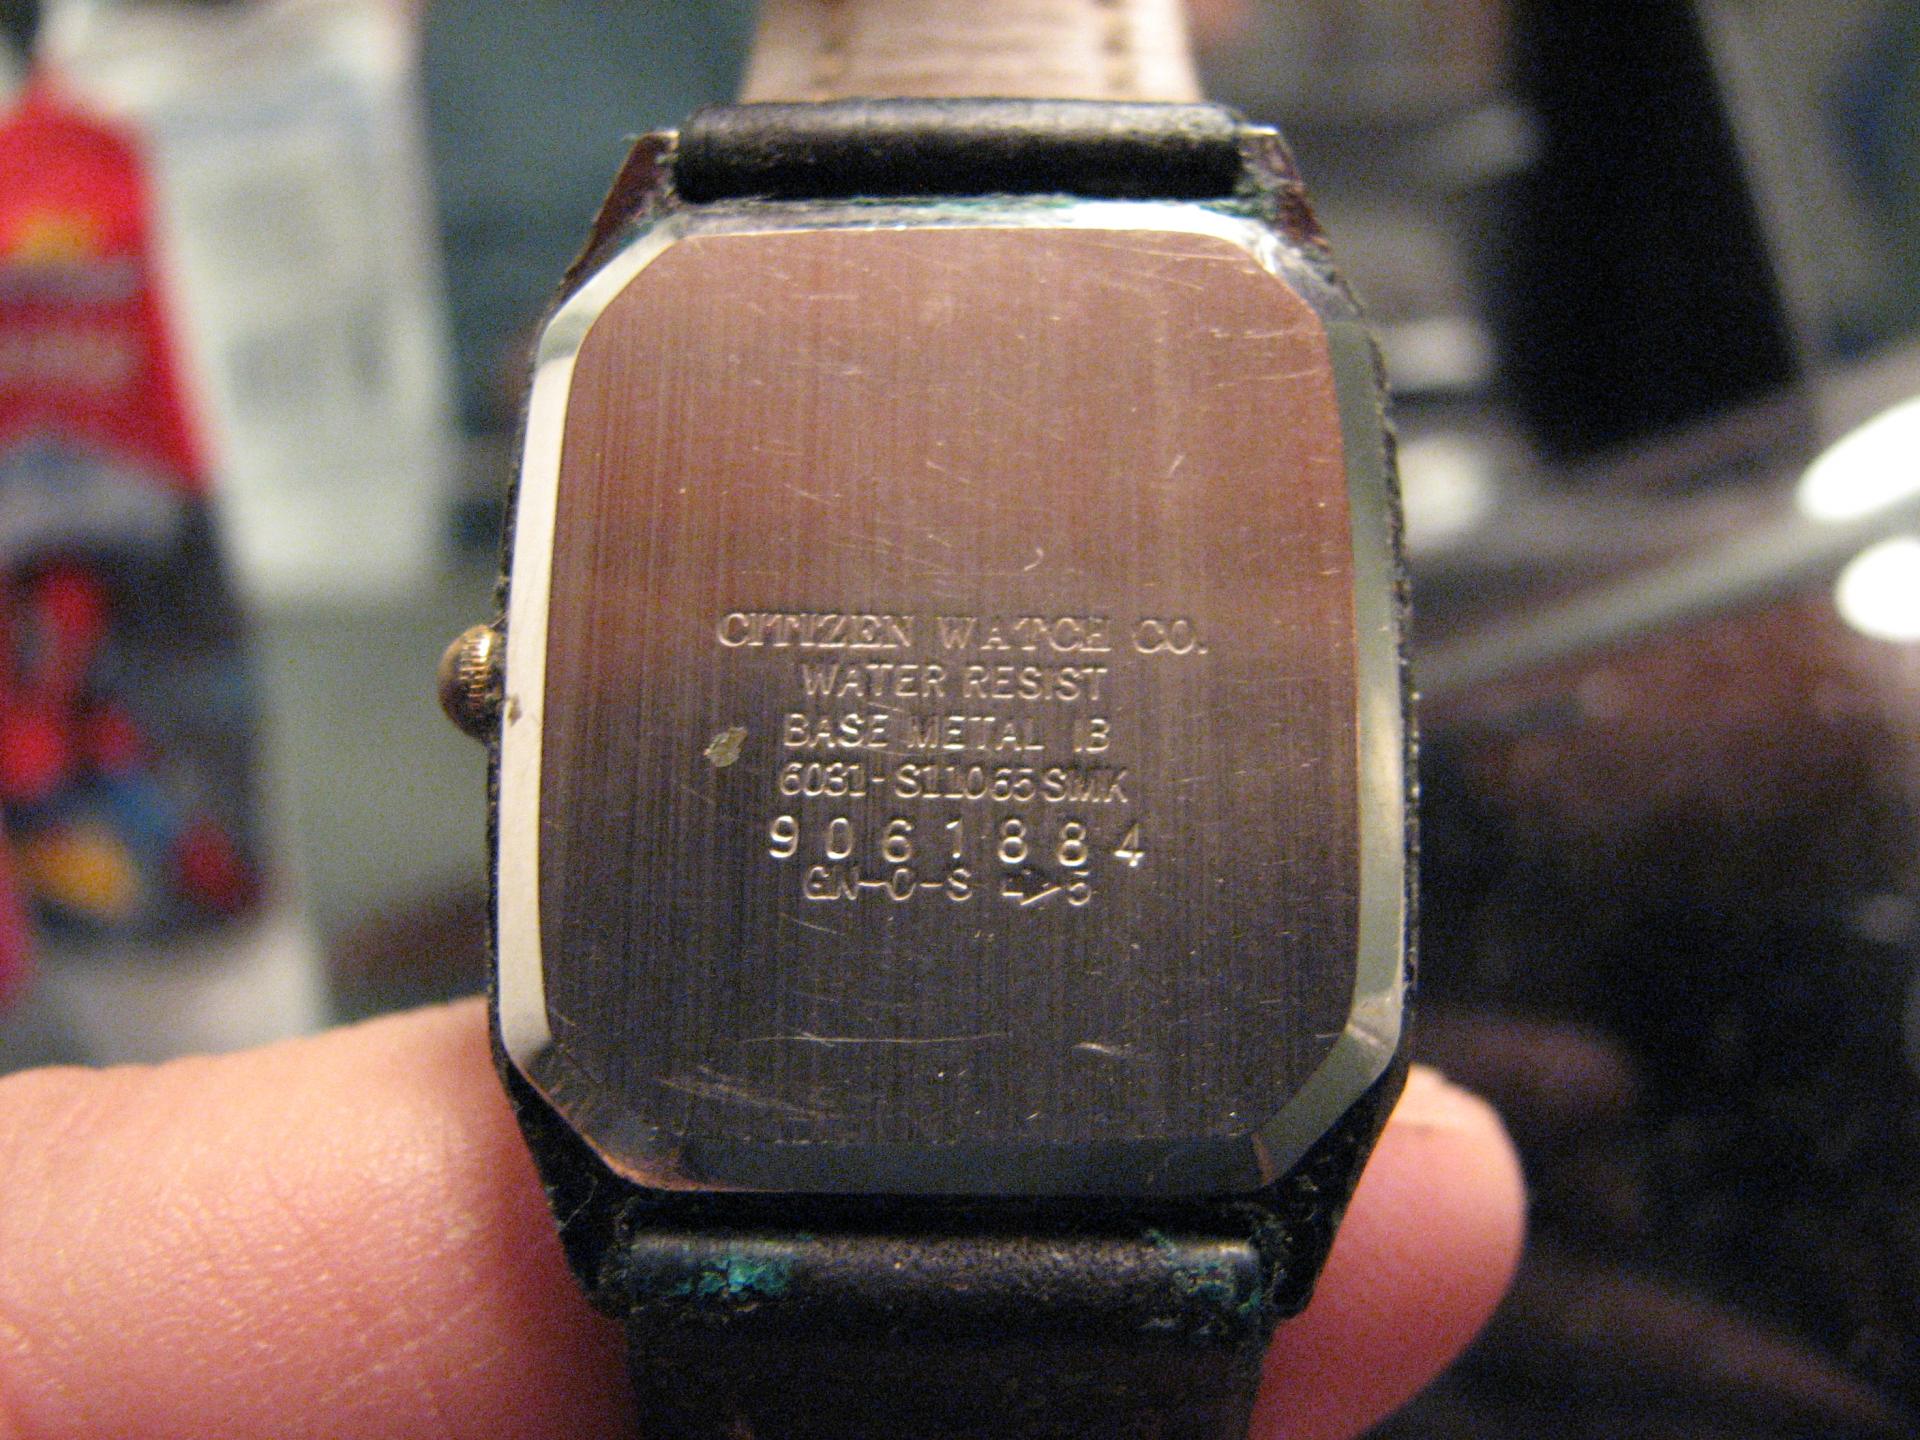 CITIZEN WATCH CO.
WATER RESIST
BASE METAL IB
6031-S11065 SMK
9061884
GN-0-S